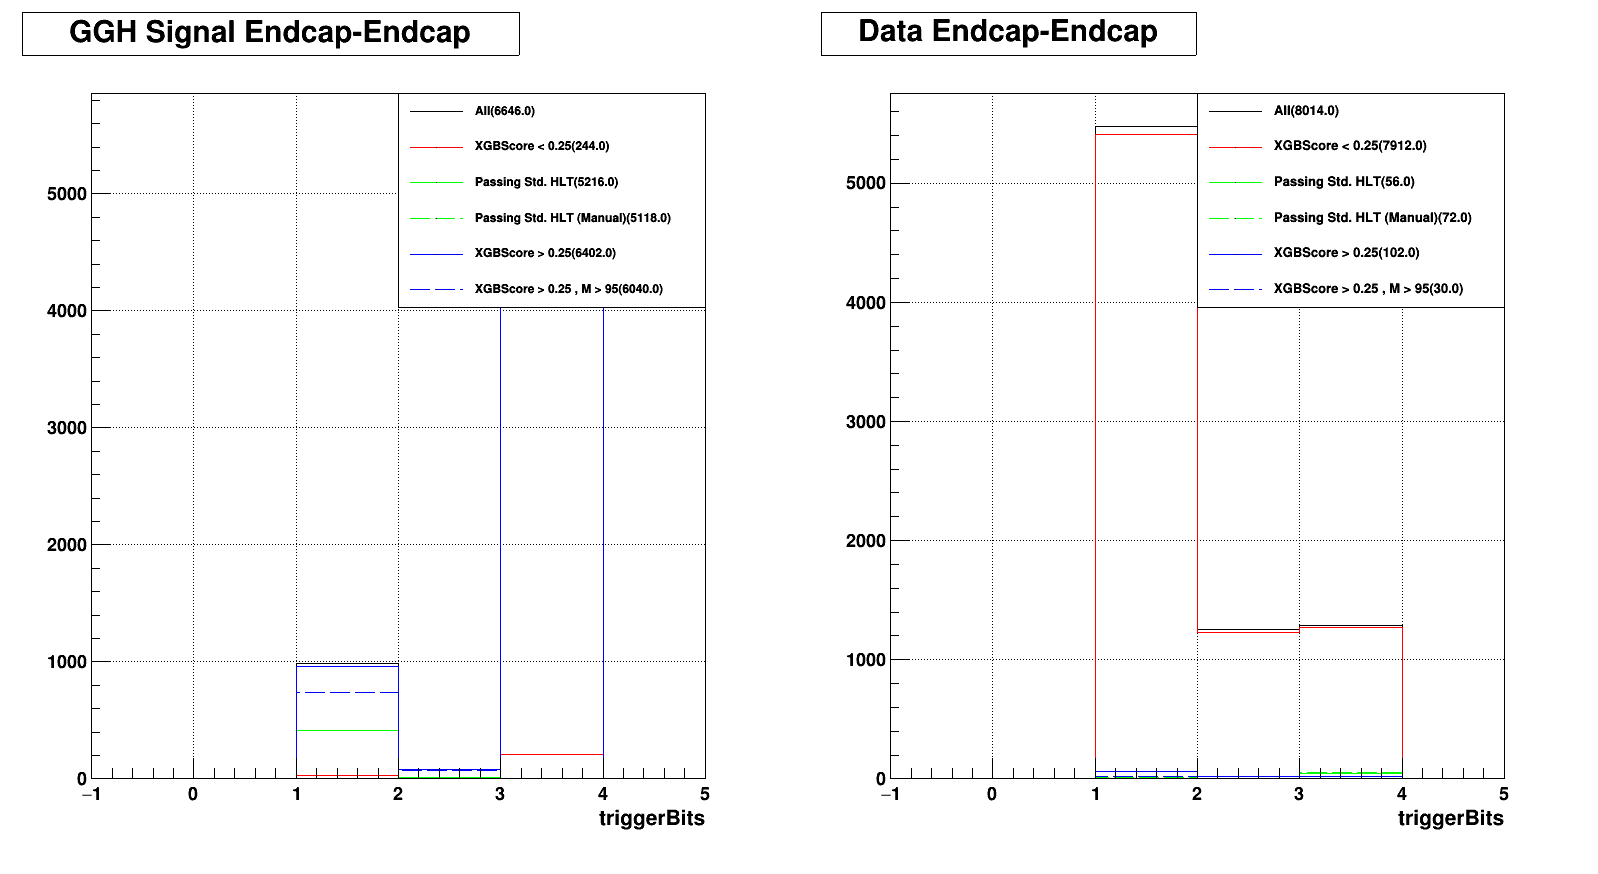 GGH Signal Endcap-Endcap
All(6646.0)
XGBScore < 0.25(244.0)
Passing Std. HLT(5216.0)
Passing Std. HLT (Manual)(5118.0)
XGBScore > 0.25(6402.0)
XGBScore > 0.25 , M > 95(6040.0)
5000
4000
3000
2000
1000
0
−1 0 1 2 3 4 5
triggerBits
Data Endcap-Endcap
All(8014.0)
XGBScore < 0.25(7912.0)
Passing Std. HLT(56.0)
Passing Std. HLT (Manual)(72.0)
XGBScore > 0.25(102.0)
XGBScore > 0.25 , M > 95(30.0)
5000
4000
3000
2000
1000
0
−1 0 1 2 3 4 5
triggerBits